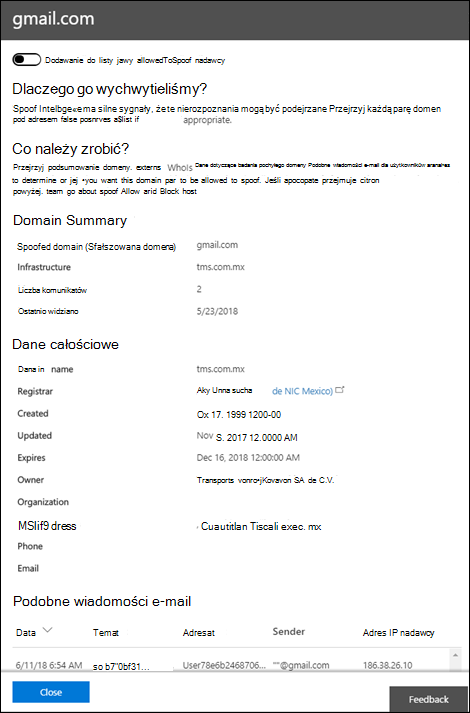 gmail.com
Dodawanie do listy jawy allowedToSpoof nadawcy
Dlaczego go wychwytieliśmy?
Spoof Intelbge«ema silne sygnały, żete nierozpoznania mogą być podejrzane Przejrzyj każdą parę domen
pod adresem false posnrves a$list if appropriate.
Co należy zrobić?
Przejrzyj podsumowanie domeny. externs WhoIs Dane dotyczące badania pochyłego domeny Podobne wiadomości e-mail dla użytkowników aranaires
to determine or jej •you want this domain par to be allowed to spoof. Jeśli apocopate przejmuje citron
powyżej. team go about spoof Allow arid Block host
Domain Summary
Spoofed domain (Sfałszowana domena) gmail.com
Infrastructure tms.com.mx
Liczba komunikatów 2
Ostatnio widziano 5/23/2018
Dane całościowe
Dana in name tms.com.mx
Registrar Aky Unna sucha de NIC Mexico)
Created Ox 17. 1999 1200-00
Updated Nov S. 2017 12.0000 AM
Expires Dec 16, 2018 12:00:00 AM
Owner Transports vonro•jKovavon SA de C.V.
Organization
MSlif9 dress Cuautitlan Tiscali exec. mx
Phone
Email
Podobne wiadomości e-mail
Data Temat Adresat Sender Adres IP nadawcy
6/11/18 6:54 AM so b7"0bf31... User78e6b2468706... ""@gmail.com 186.38.26.10
Close
Feedback